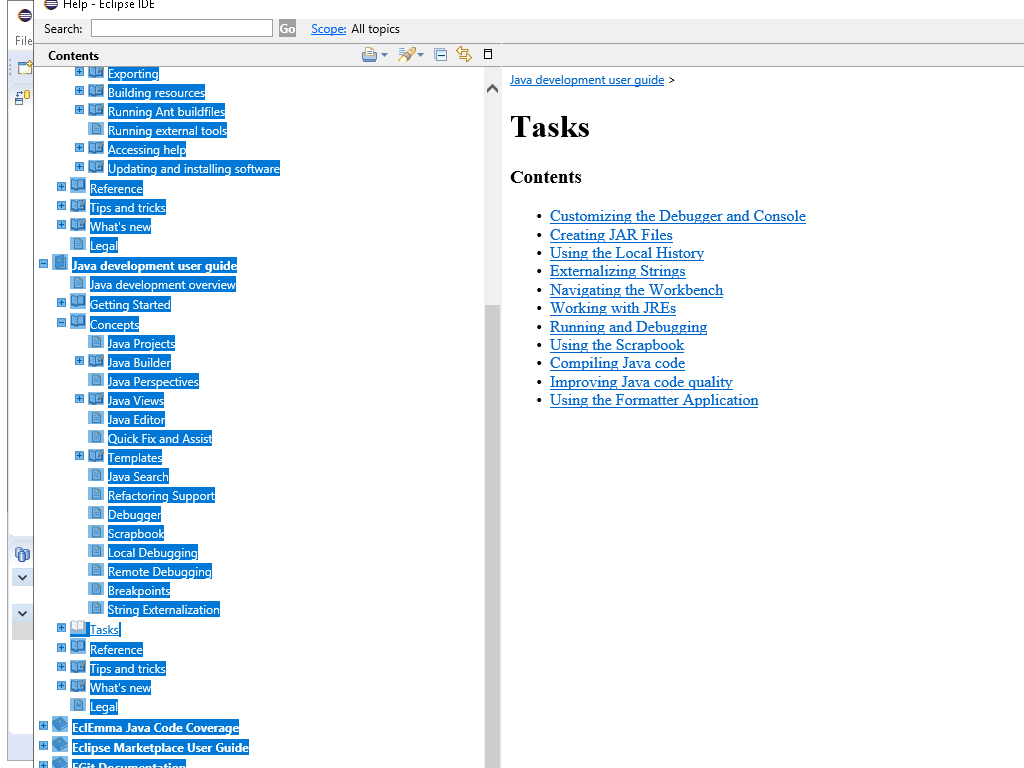 Help - Eclipse IDE
File
Search:
Go
Scope: All topics
Contents
Exporting
Building resources
Running Ant buildfiles
Running external tools
Accessing help
Updating and installing software
Reference
Tips and tricks
What's new
Legal
Java development user guide
Java development overview
Getting Started
Concepts
Java Projects
Java Builder
Java Perspectives
Java Views
Java Editor
Quick Fix and Assist
Templates
Java Search
Refactoring Support
Debugger
Scrapbook
Local Debugging
Remote Debugging
Breakpoints
String Externalization
Tasks
Reference
Tips and tricks
What's new
Legal
EclEmma Java Code Coverage
Eclipse Marketplace User Guide
EGit Documentation
Java development user guide >
Tasks
Contents
• Customizing the Debugger and Console
• Creating JAR Files
• Using the Local History
• Externalizing Strings
• Navigating the Workbench
• Working with JREs
• Running and Debugging
• Using the Scrapbook
• Compiling Java code
• Improving Java code quality
• Using the Formatter Application